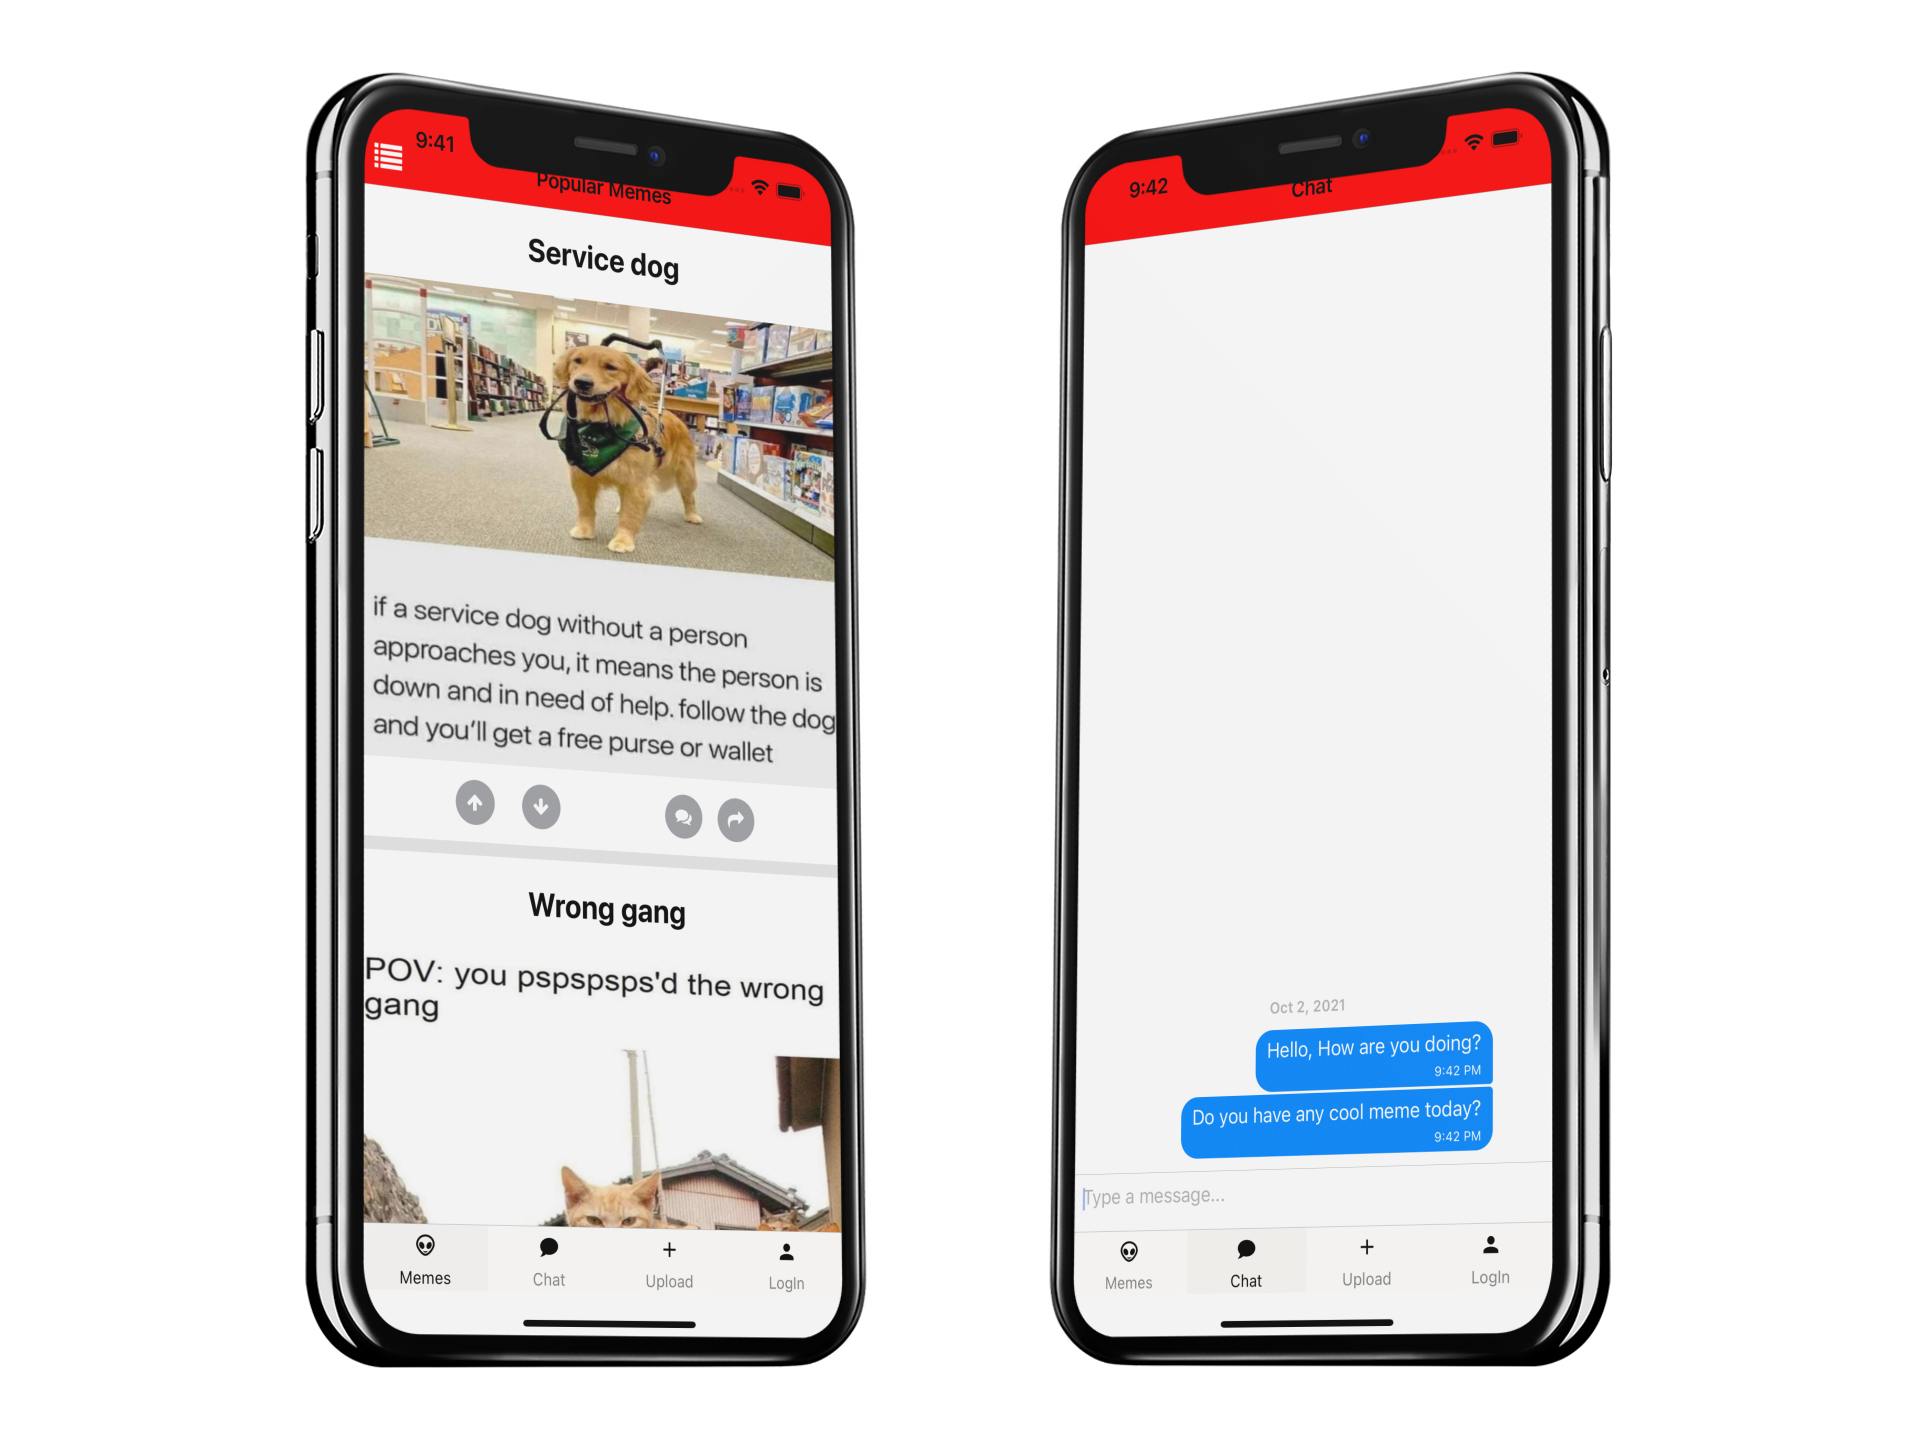 9:41
Popular Memes
Service dog
if a service dog without a person
approaches you, it means the person is
down and in need of help. follow the dog
and you'll get a free purse or wallet
Wrong gang
POV: you pspspsps'd the wrong
gang
Memes
Chat
Upload
LogIn
9:42
Chat
Oct 2, 2021
Hello, How are you doing?
9:42 PM
Do you have any cool meme today?
9:42 PM
Type a message...
Memes
Chat
Upload
LogIn